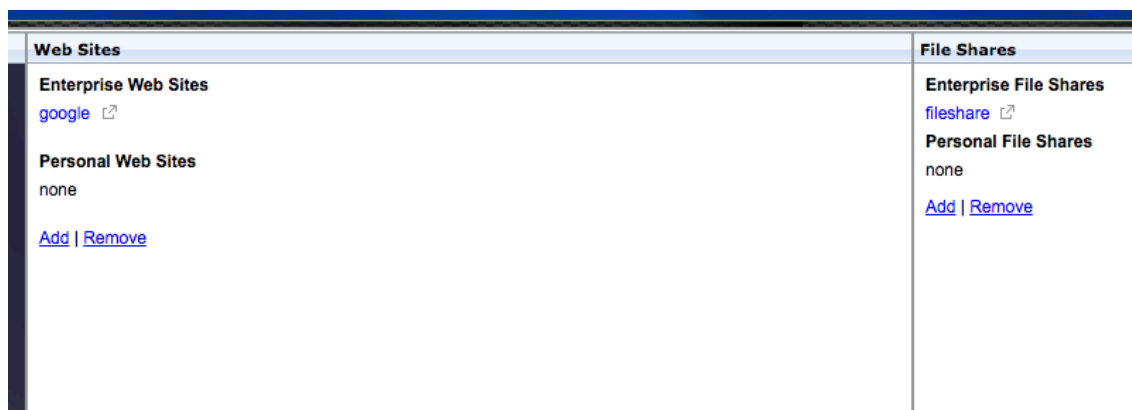 Web Sites
Enterprise Web Sites
google
Personal Web Sites
none
Add | Remove
File Shares
Enterprise File Shares
fileshare
Personal File Shares
none
Add | Remove